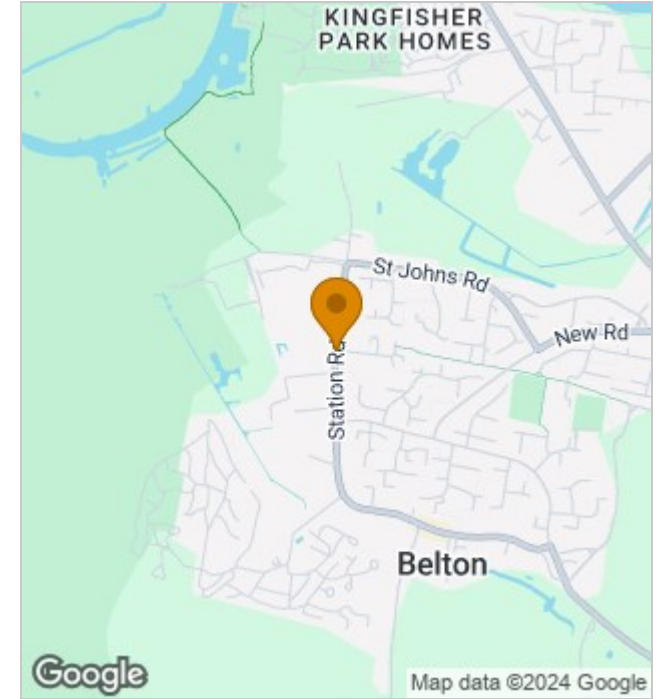 KINGFISHER
PARK HOMES
St Johns Rd
New Rd
Station Rd
Belton
Google
Map data ©2024 Google